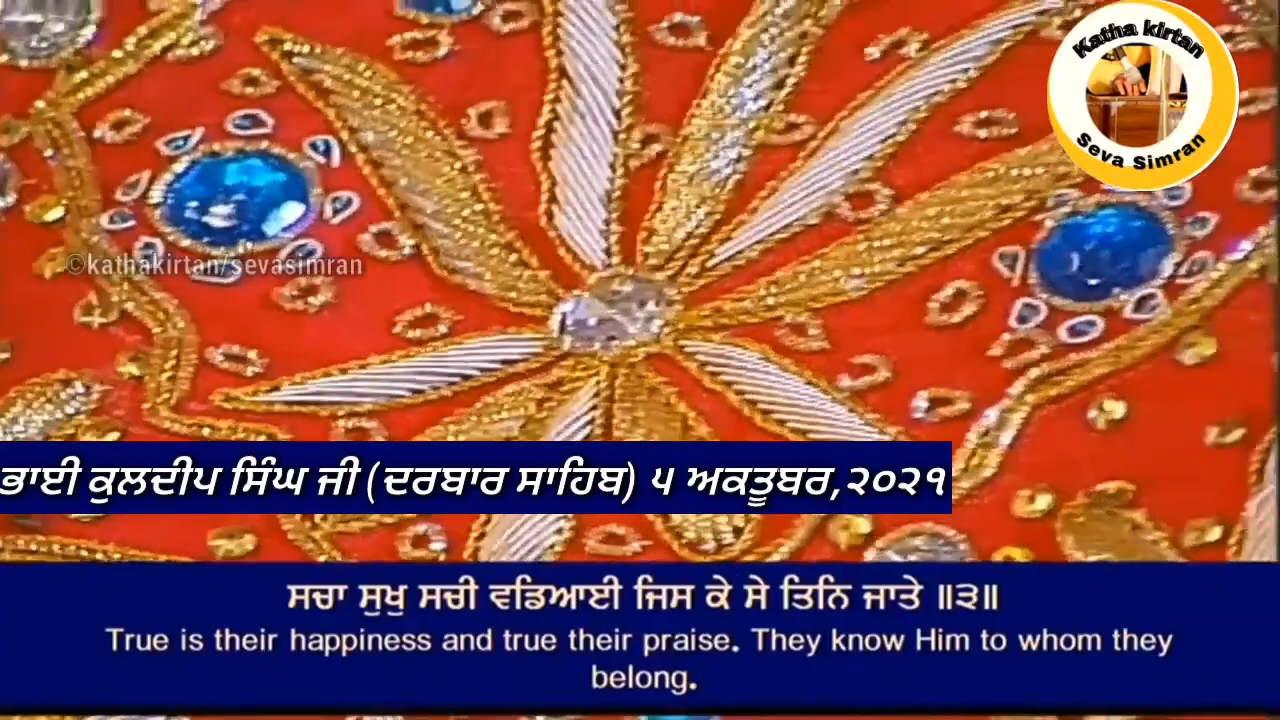 Katha kirtan
Seva Simran
©kathakirtan/sevasimran
ਭਾਈ ਕੁਲਦੀਪ ਸਿੰਘ ਜੀ (ਦਰਬਾਰ ਸਾਹਿਬ) ੫ ਅਕਤੂਬਰ,੨੦੨੧
ਸਚਾ ਸੁਖੁ ਸਚੀ ਵਡਿਆਈ ਜਿਸ ਕੇ ਸੇ ਤਿਨਿ ਜਾਤੇ ॥੩॥
True is their happiness and true their praise. They know Him to whom they
belong.